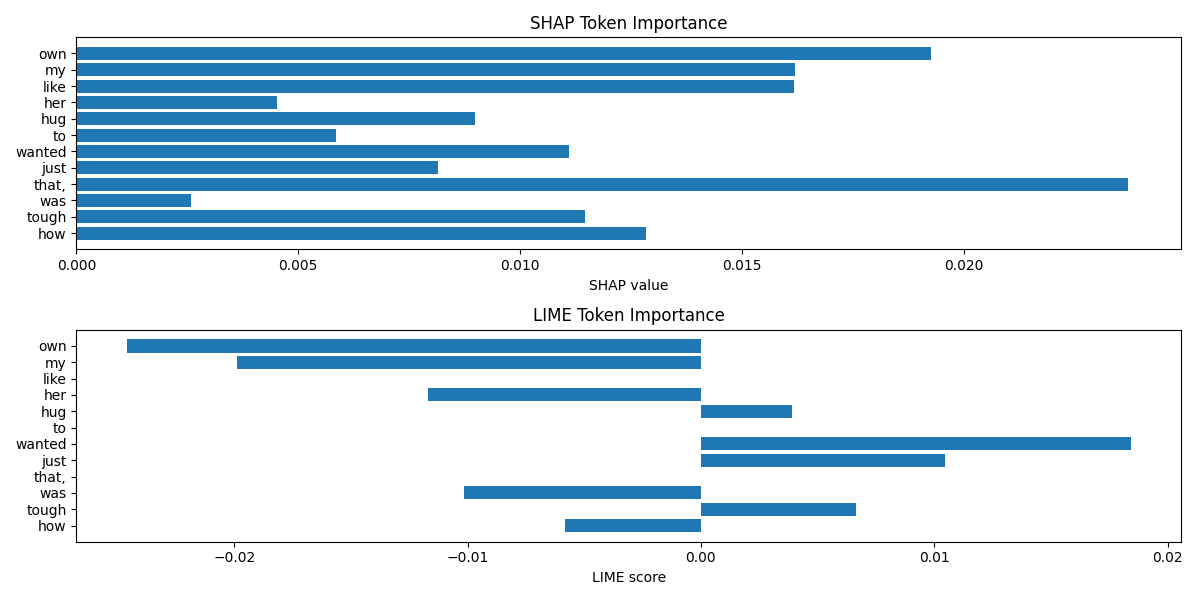 SHAP Token Importance
own
my
like
her
hug
to
wanted
just
that,
was
tough
how
0.000 0.005 0.010 0.015 0.020
SHAP value
LIME Token Importance
own
my
like
her
hug
to
wanted
just
that,
was
tough
how
−0.02 −0.01 0.00 0.01 0.02
LIME score